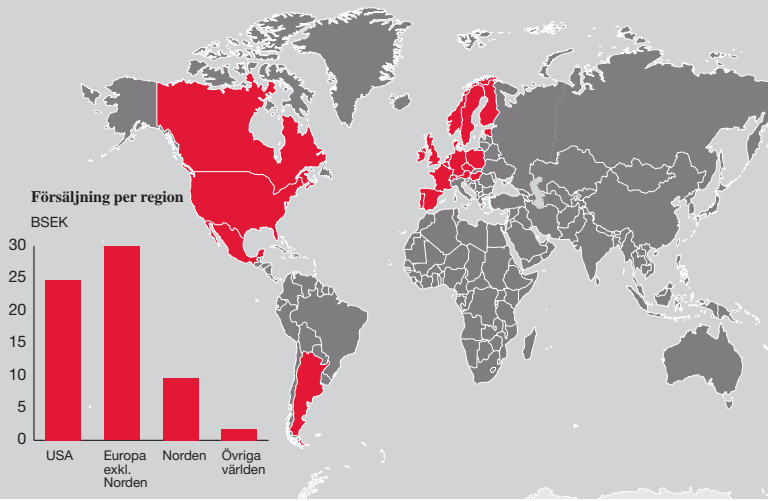 Försäljning per region
BSEK
30
25
20
15
10
5
0
USA
Europa
exkl.
Norden
Norden
Övriga
världen